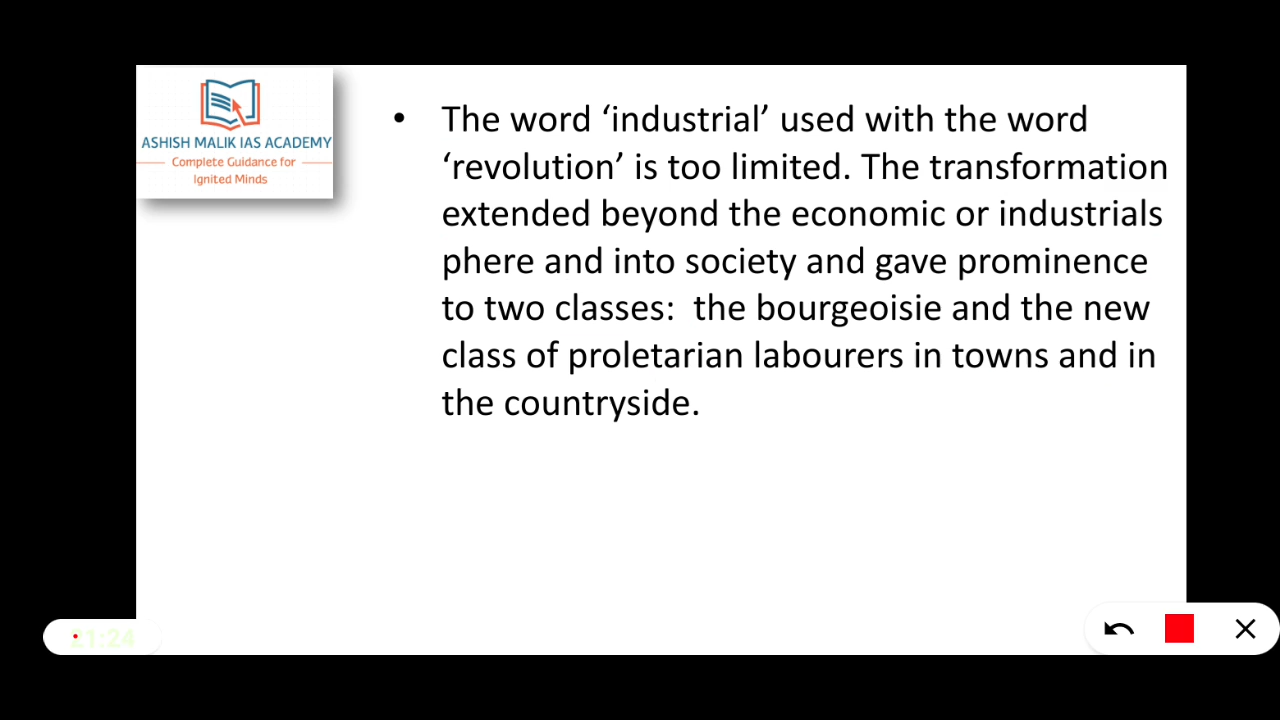 ASHISH MALIK IAS ACADEMY
Complete Guidance for
Ignited Minds
• The word ‘industrial’ used with the word
‘revolution’ is too limited. The transformation
extended beyond the economic or industrials
phere and into society and gave prominence
to two classes:  the bourgeoisie and the new
class of proletarian labourers in towns and in
the countryside.
21:24